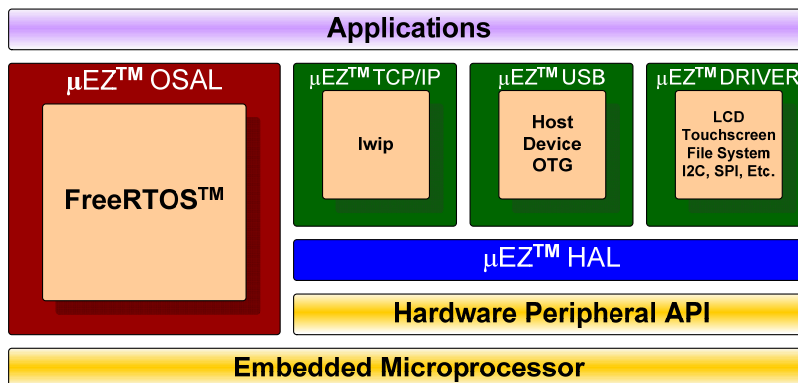 Applications
μEZ™ OSAL
FreeRTOS™
μEZ™ TCP/IP
lwip
μEZ™ USB
Host
Device
OTG
μEZ™ DRIVER
LCD
Touchscreen
File System
I2C, SPI, Etc.
μEZ™ HAL
Hardware Peripheral API
Embedded Microprocessor